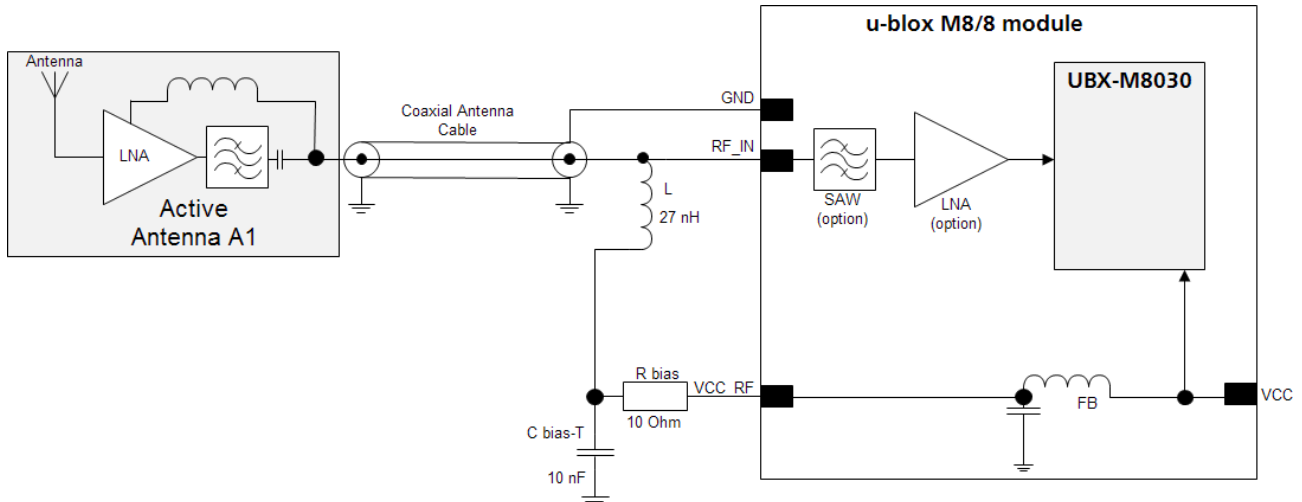 u-blox M8/8 module
Antenna
UBX-M8030
GND
Coaxial Antenna
Cable
LNA
RF_IN
L
27 nH
SAW
(option)
LNA
(option)
Active
Antenna A1
R bias
VCC_RF
10 Ohm
FB
VCC
C bias-T
10 nF